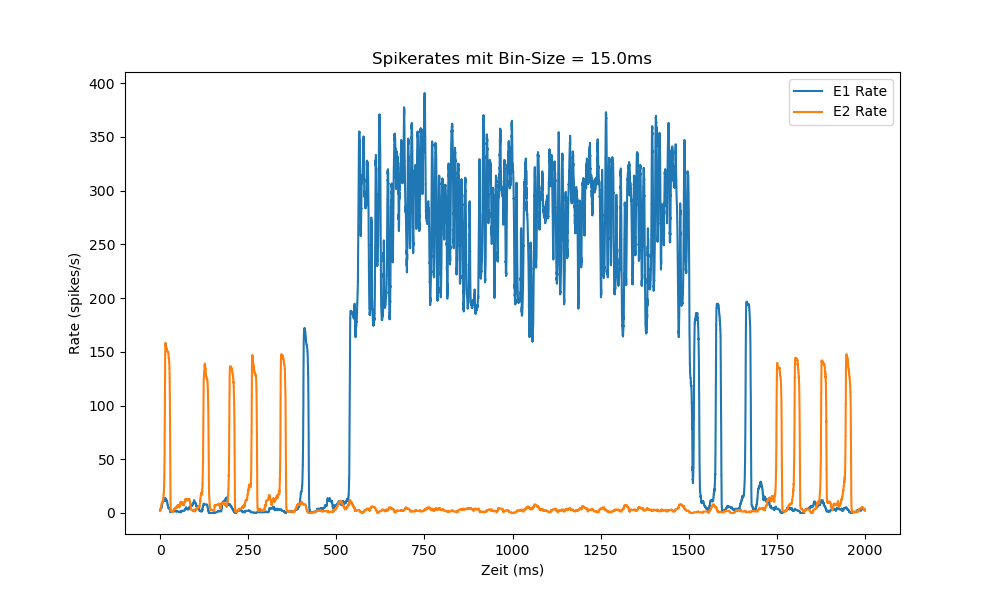 Spikerates mit Bin-Size = 15.0ms
E1 Rate
E2 Rate
400
350
300
250
200
150
100
50
0
Rate (spikes/s)
0 250 500 750 1000 1250 1500 1750 2000
Zeit (ms)